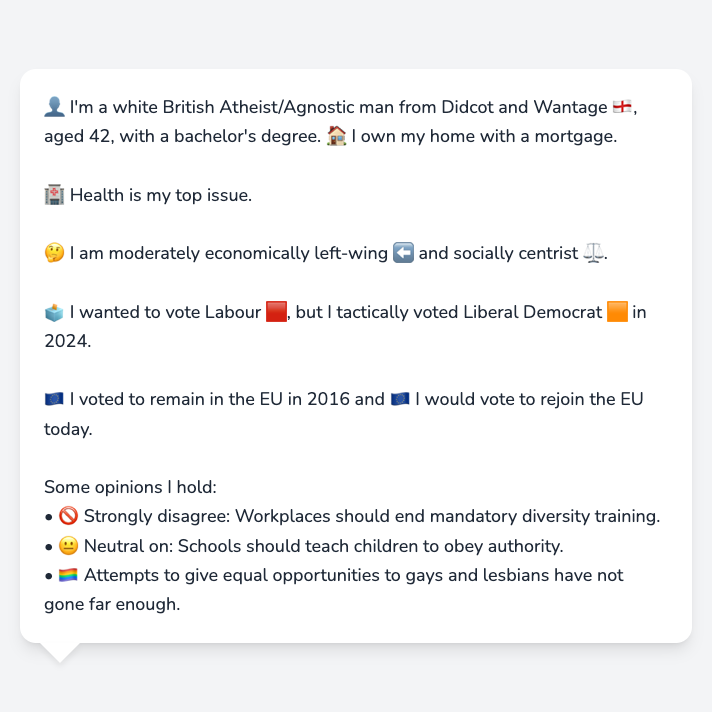 👤 I'm a white British Atheist/Agnostic man from Didcot and Wantage 🏴󠁧󠁢󠁥󠁮󠁧󠁿,
aged 42, with a bachelor's degree. 🏠 I own my home with a mortgage.
🏥 Health is my top issue.
🤔 I am moderately economically left-wing ⬅️ and socially centrist ⚖️.
🗳️ I wanted to vote Labour 🟥, but I tactically voted Liberal Democrat 🟧 in
2024.
🇪🇺 I voted to remain in the EU in 2016 and 🇪🇺 I would vote to rejoin the EU
today.
Some opinions I hold:
• 🚫 Strongly disagree: Workplaces should end mandatory diversity training.
• 😐 Neutral on: Schools should teach children to obey authority.
• 🏳️‍🌈 Attempts to give equal opportunities to gays and lesbians have not
gone far enough.